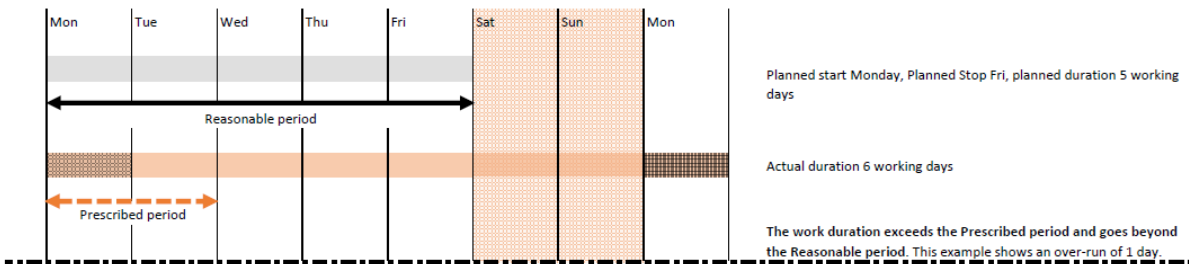 Mon Tue Wed Thu Fri Sat Sun Mon
Planned start Monday, Planned Stop Fri, planned duration 5 working
days
Reasonable period
Actual duration 6 working days
Prescribed period
The work duration exceeds the Prescribed period and goes beyond
the Reasonable period. This example shows an over-run of 1 day.